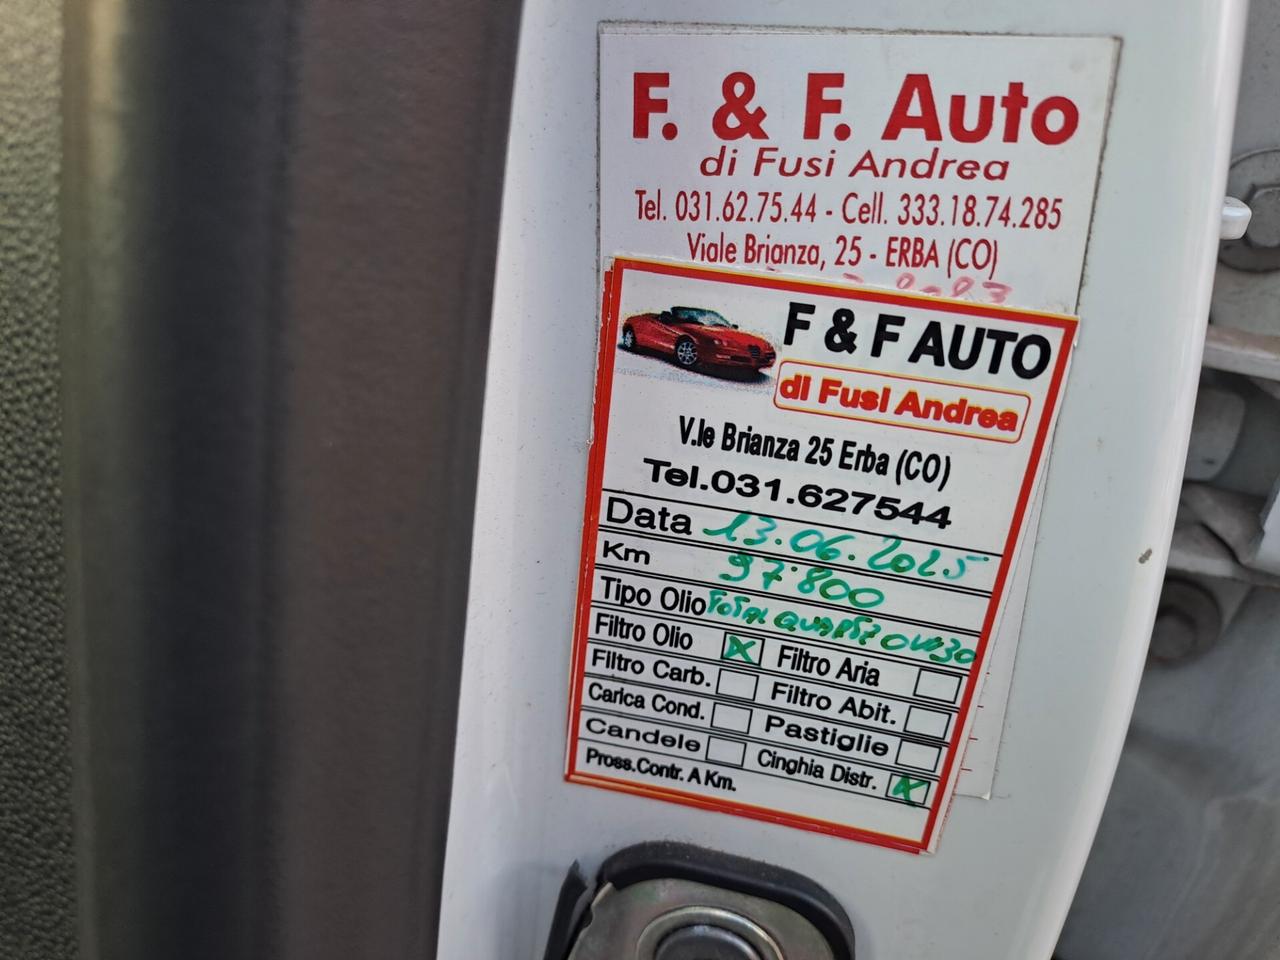 F. & F. Auto
di Fusi Andrea
Tel. 031.62.75.44 - Cell. 333.18.74.285
Viale Brianza, 25 - ERBA (CO)
F & F AUTO
di Fusi Andrea
V.le Brianza 25 Erba (CO)
Tel.031.627544
Data 13.06.2025
Km 97'800
Tipo Olio TOTAL QUARTZ 0W30
Filtro Olio X Filtro Aria
Filtro Carb. Filtro Abit.
Carica Cond. Pastiglie
Candele Cinghia Distr. X
Pross.Contr. A Km.